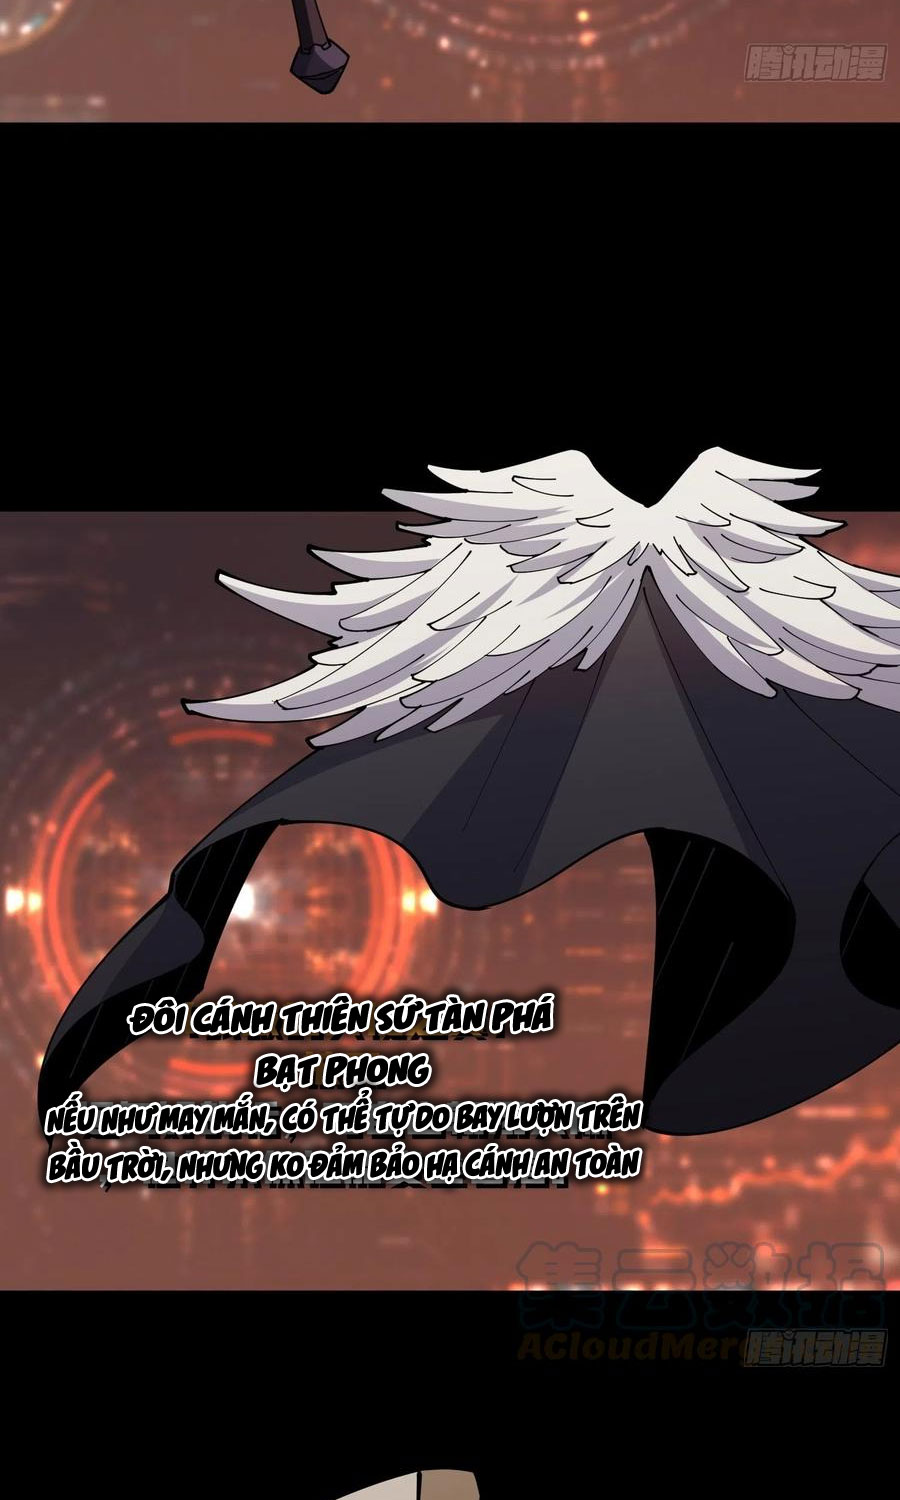 腾讯动漫
ĐÔI CÁNH THIÊN SỨ TÀN PHÁ
BẠT PHONG
NẾU NHƯ MAY MẮN, CÓ THỂ TỰ DO BAY LƯỢN TRÊN
BẦU TRỜI, NHƯNG KO ĐẢM BẢO HẠ CÁNH AN TOÀN
集云数据
ACloudMerg
腾讯动漫